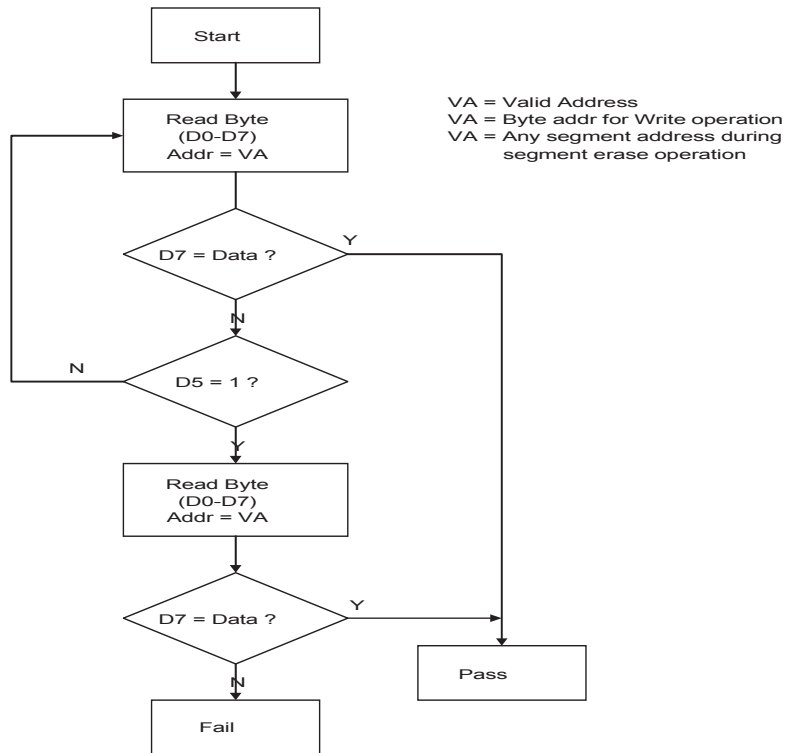 Start
Read Byte
(D0-D7)
Addr = VA
VA = Valid Address
VA = Byte addr for Write operation
VA = Any segment address during
segment erase operation
Y
D7 = Data ?
N
N
D5 = 1 ?
Y
Read Byte
(D0-D7)
Addr = VA
Y
D7 = Data ?
N
Pass
Fail